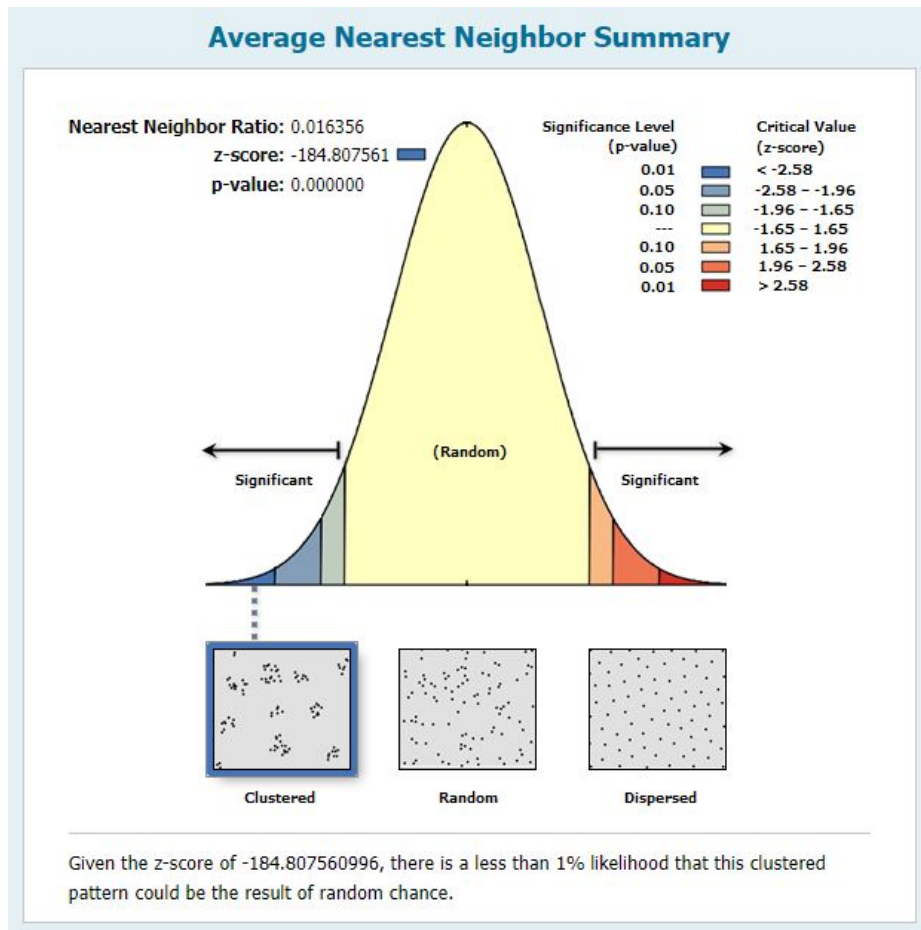 Average Nearest Neighbor Summary
Nearest Neighbor Ratio: 0.016356
z-score: -184.807561
p-value: 0.000000
Significance Level
(p-value)
Critical Value
(z-score)
0.01 < -2.58
0.05 -2.58 – -1.96
0.10 -1.96 – -1.65
--- -1.65 – 1.65
0.10 1.65 – 1.96
0.05 1.96 – 2.58
0.01 > 2.58
(Random)
Significant Significant
Clustered Random Dispersed
Given the z-score of -184.807560996, there is a less than 1% likelihood that this clustered
pattern could be the result of random chance.